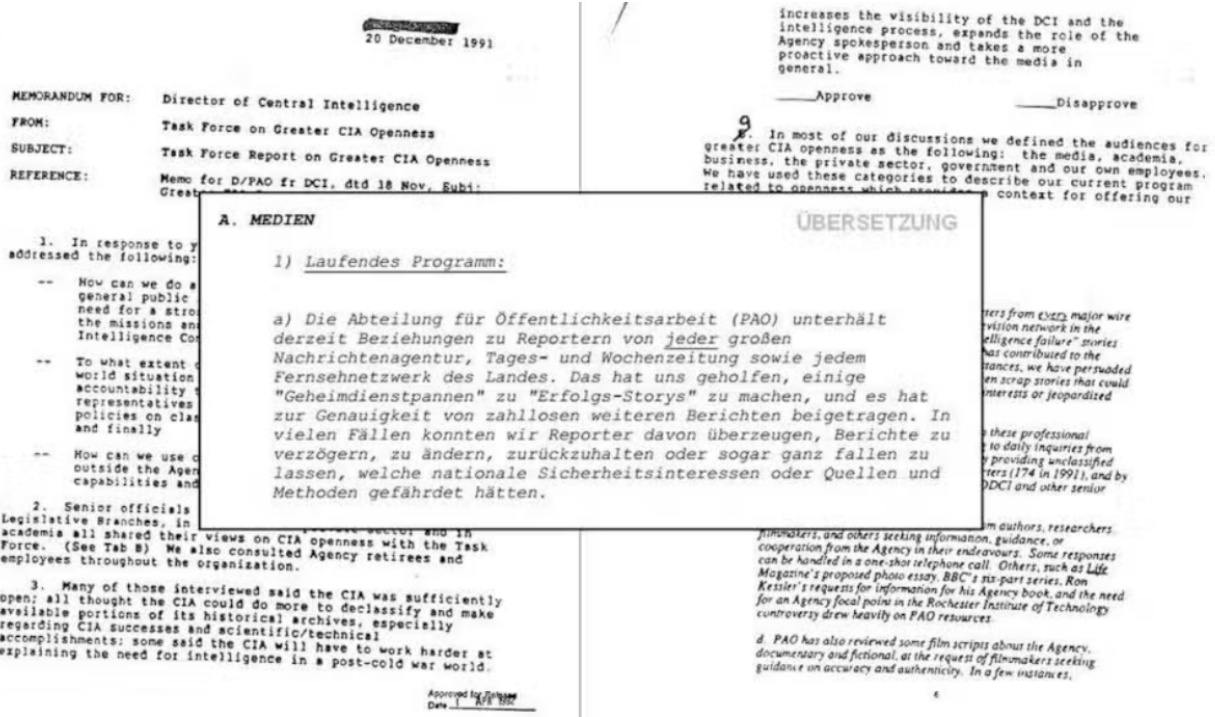 20 December 1991
MEMORANDUM FOR: Director of Central Intelligence
FROM: Task Force on Greater CIA Openness
SUBJECT: Task Force Report on Greater CIA Openness
REFERENCE: Memo for D/PAO fr DCI, dtd 18 Nov, Subj:
1. In response to y
addressed the following:
-- How can we do a
general public
need for a stro
the missions an
Intelligence Co
-- To what extent
world situation
accountability
representatives
policies on clas
and finally
-- How can we use
outside the Agen
capabilities and
2. Senior officials
Legislative Branches, in private sector and in
academia all shared their views on CIA openness with the Task
Force. (See Tab B) We also consulted Agency retirees and
employees throughout the organization.
3. Many of those interviewed said the CIA was sufficiently
open; all thought the CIA could do more to declassify and make
available portions of its historical archives, especially
regarding CIA successes and scientific/technical
accomplishments; some said the CIA will have to work harder at
explaining the need for intelligence in a post-cold war world.
Approved for Release
Date 1 APR
increases the visibility of the DCI and the
intelligence process, expands the role of the
Agency spokesperson and takes a more
proactive approach toward the media in
general.
____Approve ____Disapprove
9. In most of our discussions we defined the audiences for
greater CIA openness as the following: the media, academia,
business, the private sector, government and our own employees.
We have used these categories to describe our current program
related to openness which provides a context for offering our
A. MEDIEN ÜBERSETZUNG
1) Laufendes Programm:
a) Die Abteilung für Öffentlichkeitsarbeit (PAO) unterhält
derzeit Beziehungen zu Reportern von jeder großen
Nachrichtenagentur, Tages- und Wochenzeitung sowie jedem
Fernsehnetzwerk des Landes. Das hat uns geholfen, einige
"Geheimdienstpannen" zu "Erfolgs-Storys" zu machen, und es hat
zur Genauigkeit von zahllosen weiteren Berichten beigetragen. In
vielen Fällen konnten wir Reporter davon überzeugen, Berichte zu
verzögern, zu ändern, zurückzuhalten oder sogar ganz fallen zu
lassen, welche nationale Sicherheitsinteressen oder Quellen und
Methoden gefährdet hätten.
ters from every major wire
vision network in the
elligence failure" stories
has contributed to the
stances, we have persuaded
en scrap stories that could
interests or jeopardized
these professional
to daily inquiries from
providing unclassified
ters (174 in 1991), and by
DDCI and other senior
m authors, researchers
filmmakers, and others seeking information, guidance, or
cooperation from the Agency in their endeavours. Some responses
can be handled in a one-shot telephone call. Others, such as Life
Magazine's proposed photo essay, BBC's six-part series, Ron
Kessler's requests for information for his Agency book, and the need
for an Agency focal point in the Rochester Institute of Technology
controversy drew heavily on PAO resources.
d. PAO has also reviewed some film scripts about the Agency,
documentary and fictional, at the request of filmmakers seeking
guidance on accuracy and authenticity. In a few instances,
6